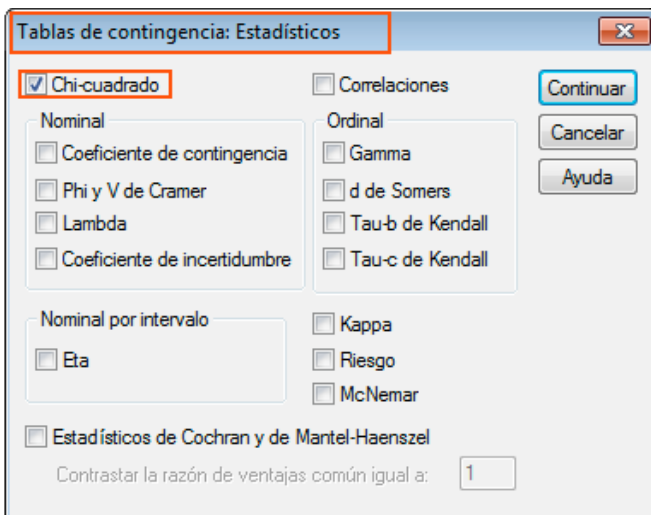 Tablas de contingencia: Estadísticos
Chi-cuadrado
Correlaciones
Continuar
Cancelar
Ayuda
Nominal
Coeficiente de contingencia
Phi y V de Cramer
Lambda
Coeficiente de incertidumbre
Ordinal
Gamma
d de Somers
Tau-b de Kendall
Tau-c de Kendall
Nominal por intervalo
Eta
Kappa
Riesgo
McNemar
Estadísticos de Cochran y de Mantel-Haenszel
Contrastar la razón de ventajas común igual a: 1